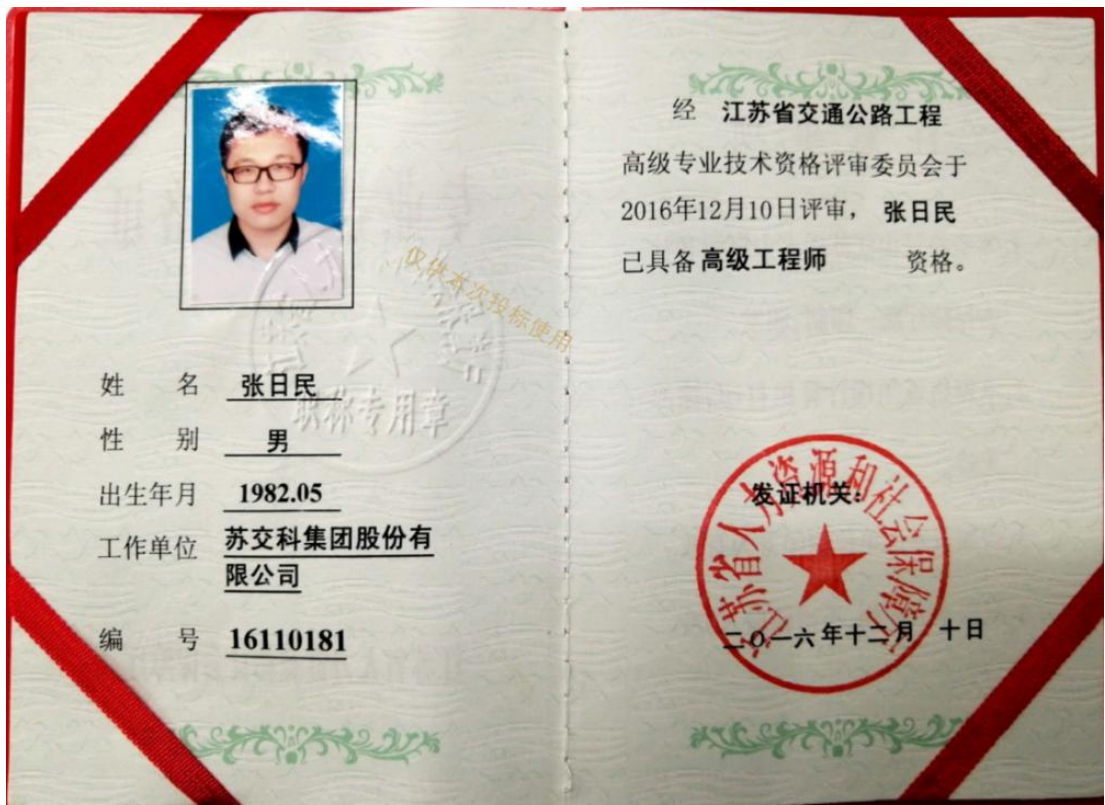 仅供本次投标使用
职称专用章
姓 名 张日民
性 别 男
出生年月 1982.05
工作单位 苏交科集团股份有
限公司
编 号 16110181
经 江苏省交通公路工程
高级专业技术资格评审委员会于
2016年12月10日评审， 张日民
已具备 高级工程师 资格。
江苏省人力资源和社会保障厅
发证机关：
二〇一六年十二月 十日